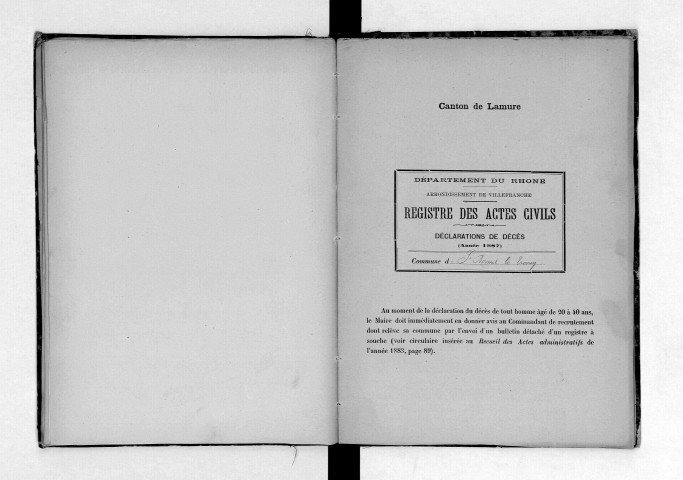 Canton de Lamure
DÉPARTEMENT DU RHONE
ARRONDISSEMENT DE VILLEFRANCHE
REGISTRE DES ACTES CIVILS
DÉCLARATIONS DE DÉCÈS
(Année 1887)
Commune d
Au moment de la déclaration du décès de tout homme âgé de 20 à 40 ans,
le Maire doit immédiatement en donner avis au Commandant de recrutement
dont relève sa commune par l'envoi d'un bulletin détaché d'un registre à
souche (voir circulaire insérée au Recueil des Actes administratifs de
l'année 1883, page 89).